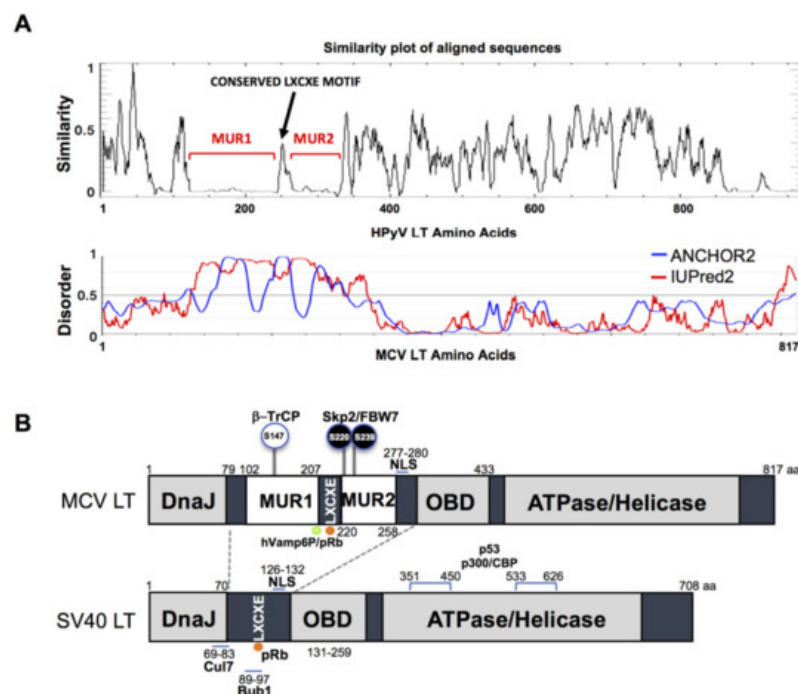 A
Similarity plot of aligned sequences
CONSERVED LXCXE MOTIF
MUR1
MUR2
Similarity
1
0.5
0
1
200
400
600
800
HPyV LT Amino Acids
ANCHOR2
IUPred2
Disorder
1
0.5
0
1
817
MCV LT Amino Acids
B
β-TrCP
Skp2/FBW7
S147
S220
S239
277-280
NLS
1
79
102
207
433
817 aa
MCV LT
DnaJ
MUR1
LXCXE
MUR2
OBD
ATPase/Helicase
220
258
hVamp6P/pRb
126-132
NLS
p53
p300/CBP
351
450
533
626
1
70
708 aa
SV40 LT
DnaJ
LXCXE
OBD
ATPase/Helicase
69-83
Cul7
pRb
131-259
89-97
Bub1